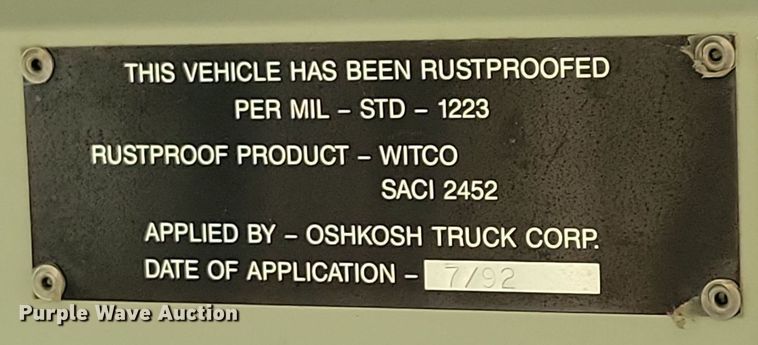 THIS VEHICLE HAS BEEN RUSTPROOFED
PER MIL – STD – 1223
RUSTPROOF PRODUCT – WITCO
SACI 2452
APPLIED BY – OSHKOSH TRUCK CORP.
DATE OF APPLICATION – 7/92
Purple Wave Auction